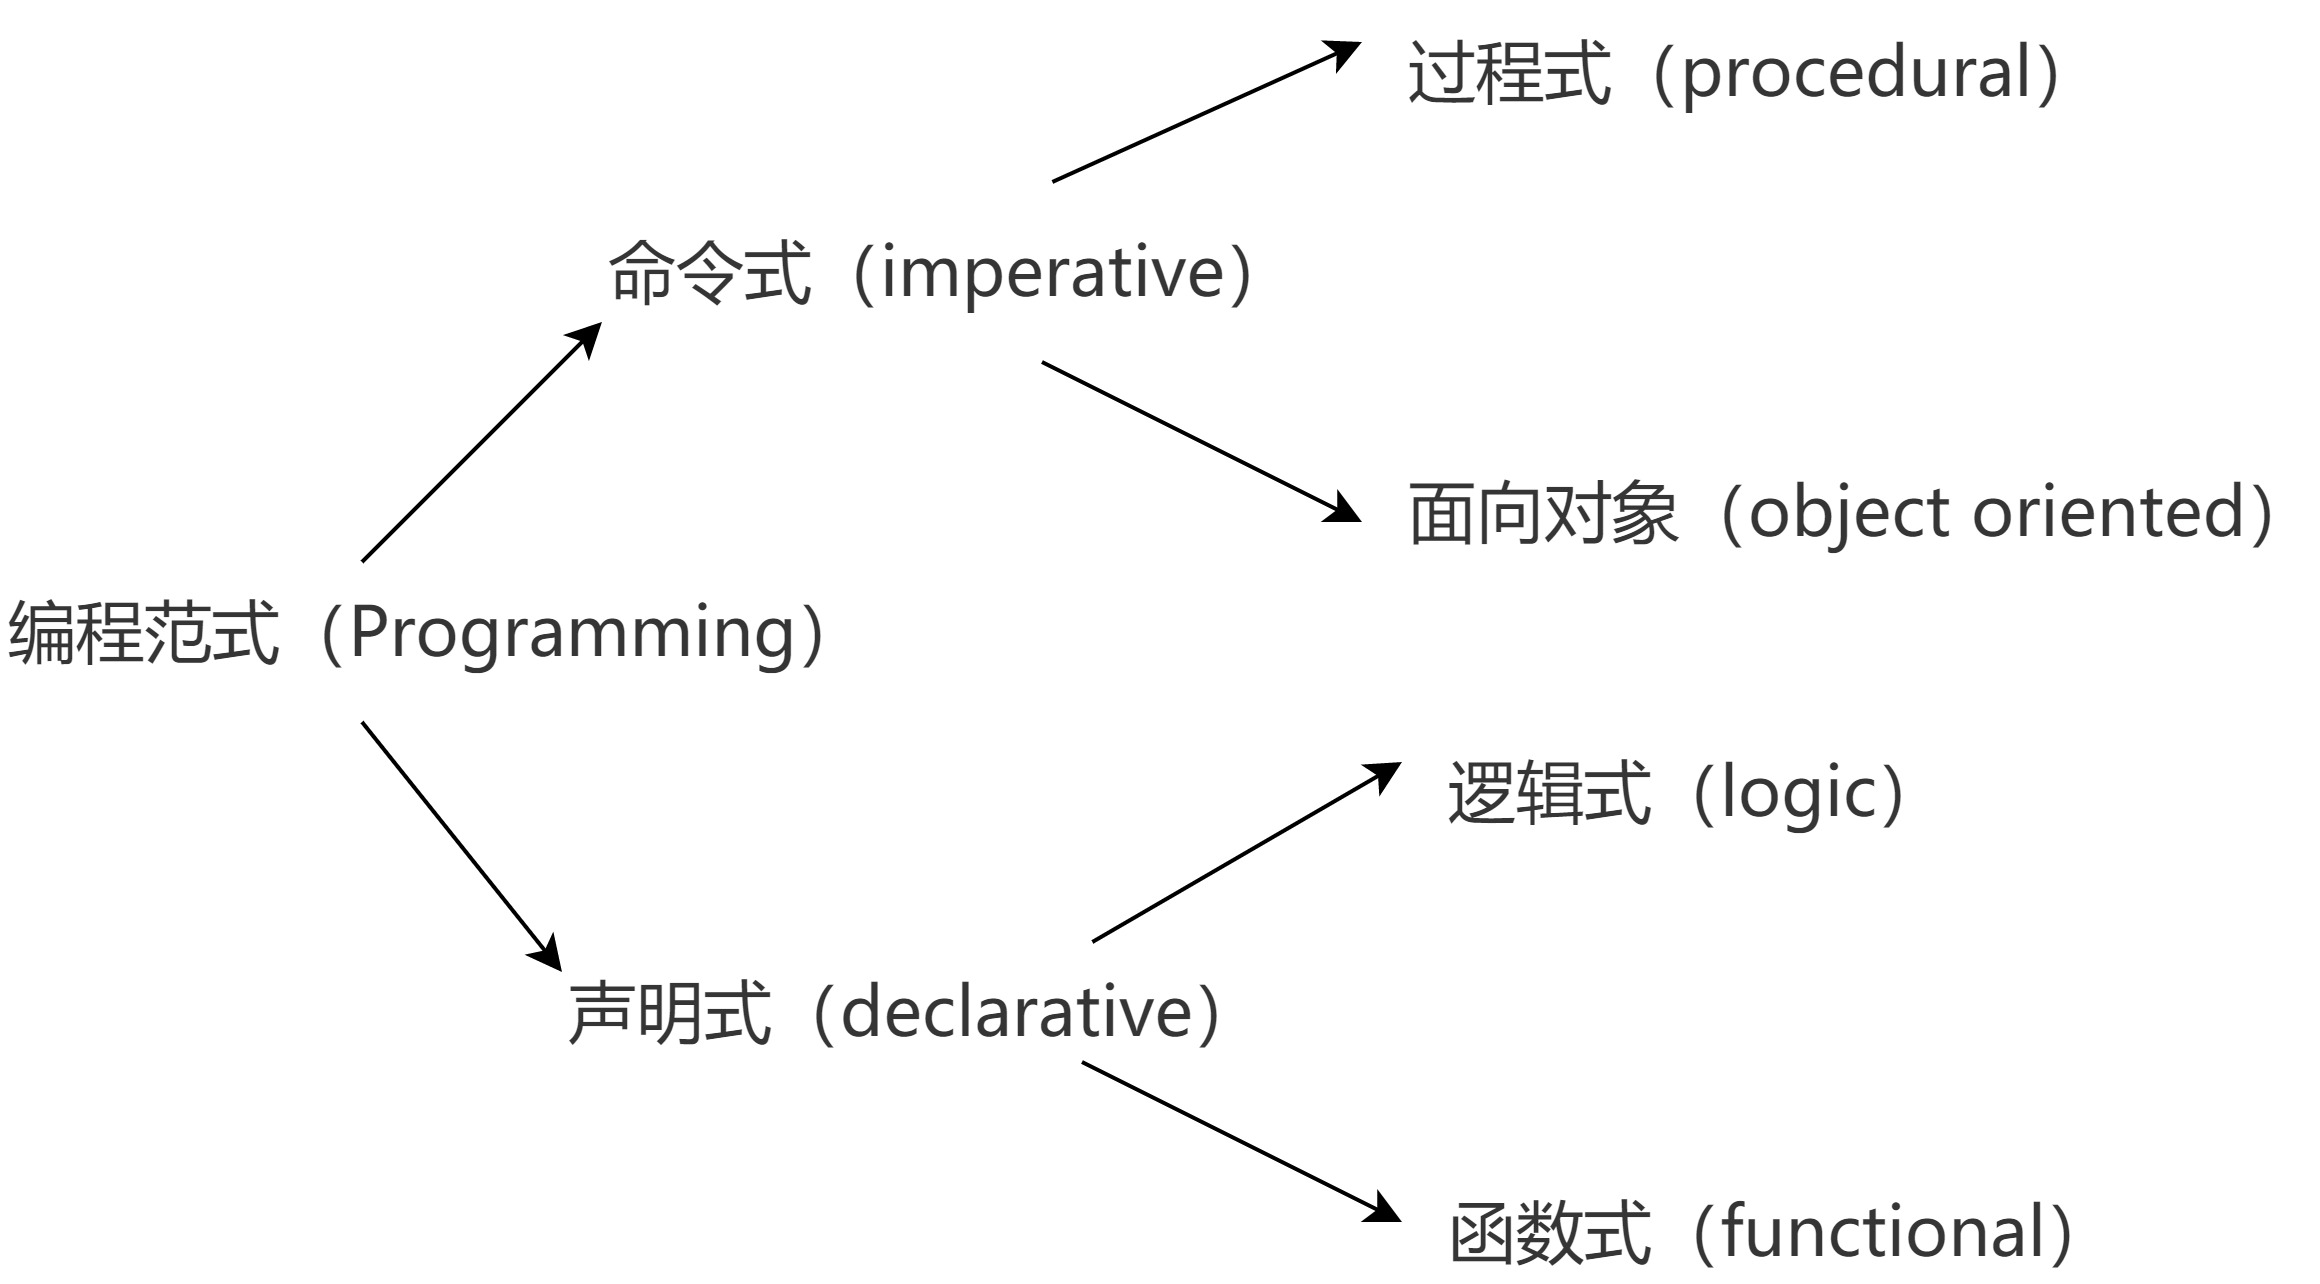 过程式（procedural）
命令式（imperative）
面向对象（object oriented）
编程范式（Programming）
逻辑式（logic）
声明式（declarative）
函数式（functional）